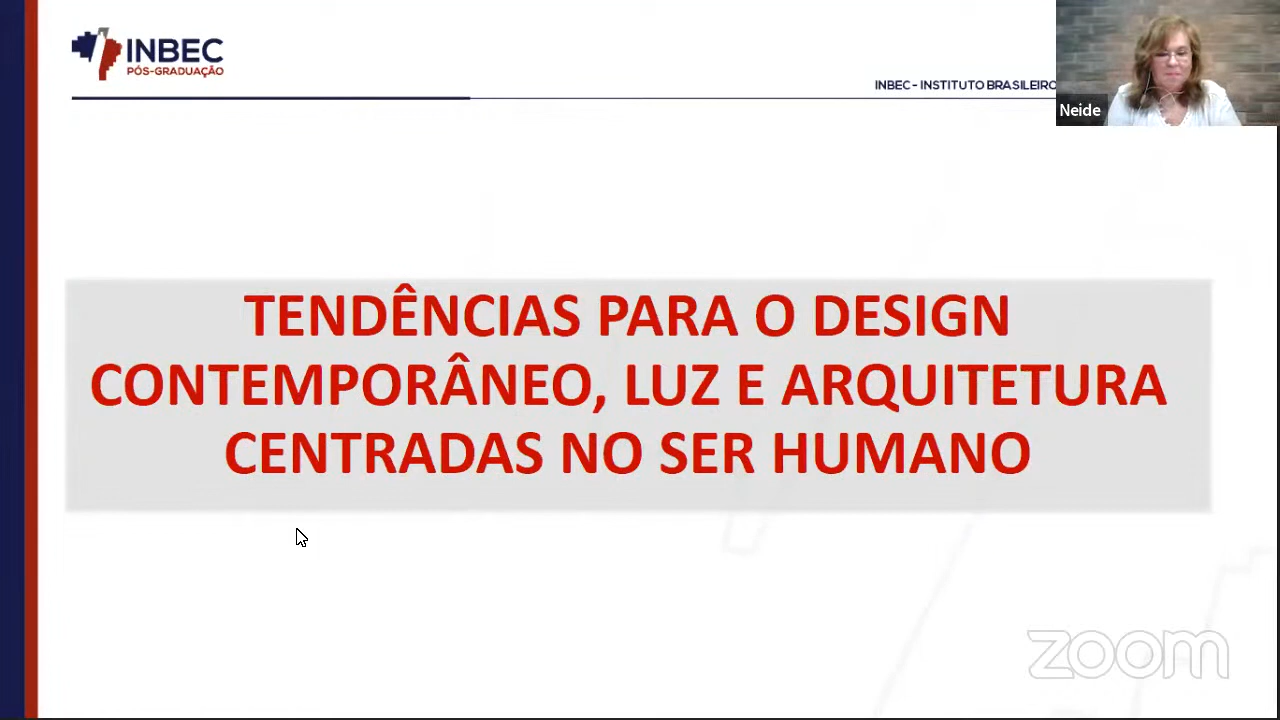 INBEC
PÓS-GRADUAÇÃO
INBEC - INSTITUTO BRASILEIRO
Neide
TENDÊNCIAS PARA O DESIGN
CONTEMPORÂNEO, LUZ E ARQUITETURA
CENTRADAS NO SER HUMANO
zoom